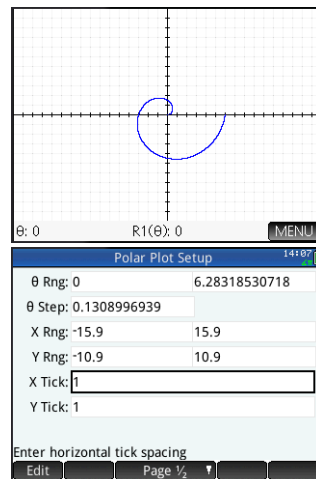 θ: 0 R1(θ): 0 MENU
Polar Plot Setup 14:07
θ Rng: 0 6.28318530718
θ Step: 0.1308996939
X Rng: -15.9 15.9
Y Rng: -10.9 10.9
X Tick: 1
Y Tick: 1
Enter horizontal tick spacing
Edit Page ½